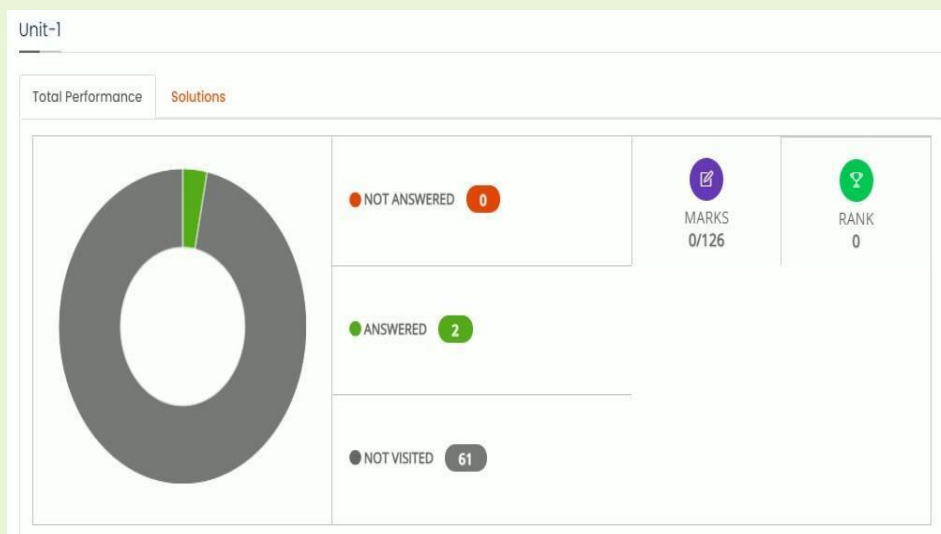 Unit-1
Total Performance
Solutions
NOT ANSWERED 0
MARKS
0/126
RANK
0
ANSWERED 2
NOT VISITED 61